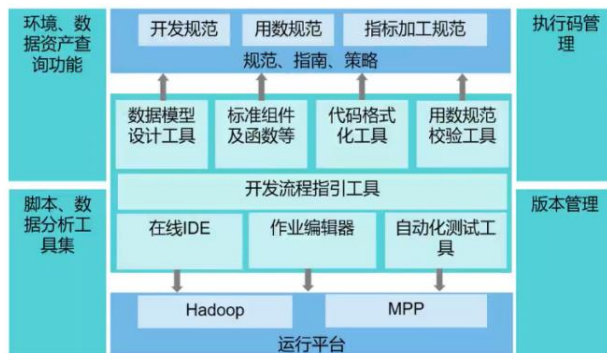 环境、数
据资产查
询功能
开发规范
用数规范
指标加工规范
规范、指南、策略
执行码管
理
数据模型
设计工具
标准组件
及函数等
代码格式
化工具
用数规范
校验工具
开发流程指引工具
脚本、数
据分析工
具集
在线IDE
作业编辑器
自动化测试工
具
版本管理
Hadoop
MPP
运行平台